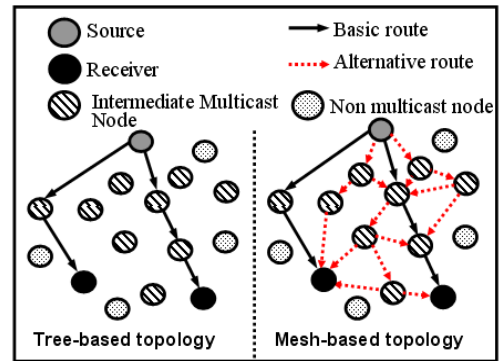 Source
Basic route
Receiver
Alternative route
Intermediate Multicast
Node
Non multicast node
Tree-based topology
Mesh-based topology